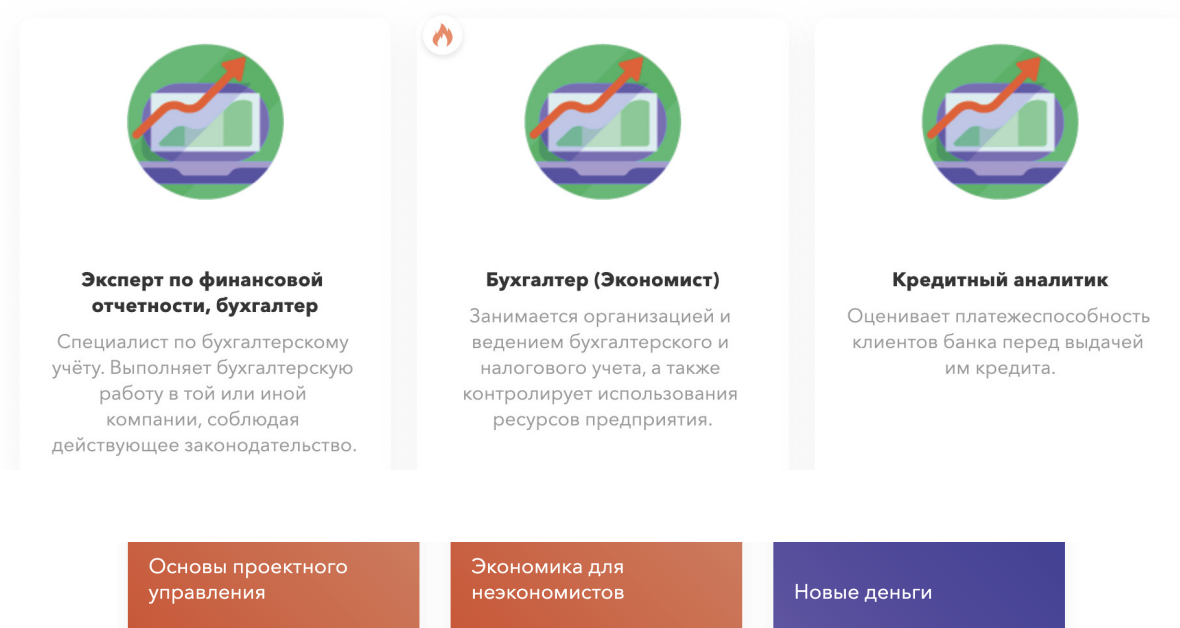 Эксперт по финансовой
отчетности, бухгалтер
Специалист по бухгалтерскому
учёту. Выполняет бухгалтерскую
работу в той или иной
компании, соблюдая
действующее законодательство.
Бухгалтер (Экономист)
Занимается организацией и
ведением бухгалтерского и
налогового учета, а также
контролирует использования
ресурсов предприятия.
Кредитный аналитик
Оценивает платежеспособность
клиентов банка перед выдачей
им кредита.
Основы проектного
управления
Экономика для
неэкономистов
Новые деньги